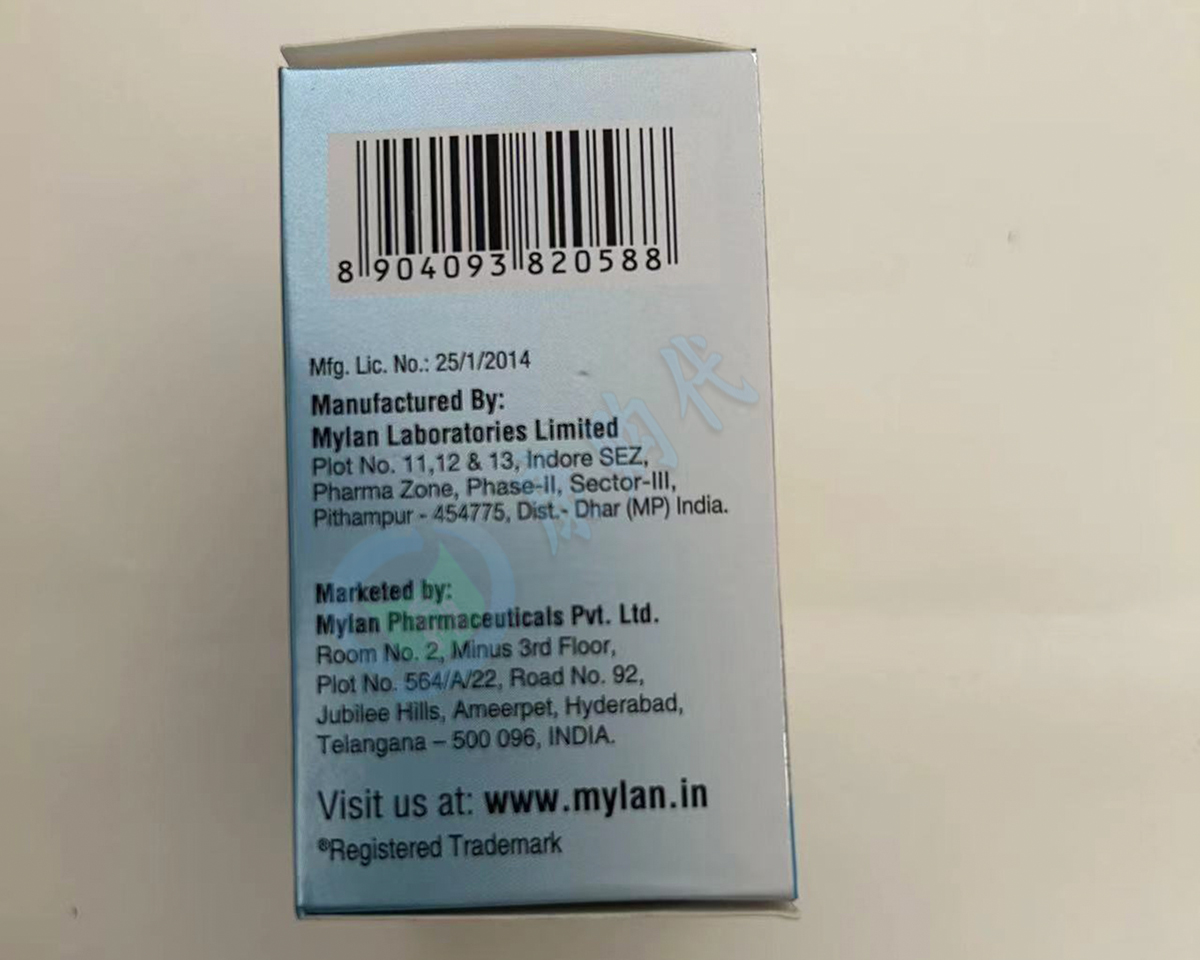 8 904093 820588
Mfg. Lic. No.: 25/1/2014
Manufactured By:
Mylan Laboratories Limited
Plot No. 11,12 & 13, Indore SEZ,
Pharma Zone, Phase-II, Sector-III,
Pithampur - 454775, Dist.- Dhar (MP) India.
Marketed by:
Mylan Pharmaceuticals Pvt. Ltd.
Room No. 2, Minus 3rd Floor,
Plot No. 564/A/22, Road No. 92,
Jubilee Hills, Ameerpet, Hyderabad,
Telangana – 500 096, INDIA.
Visit us at: www.mylan.in
®Registered Trademark